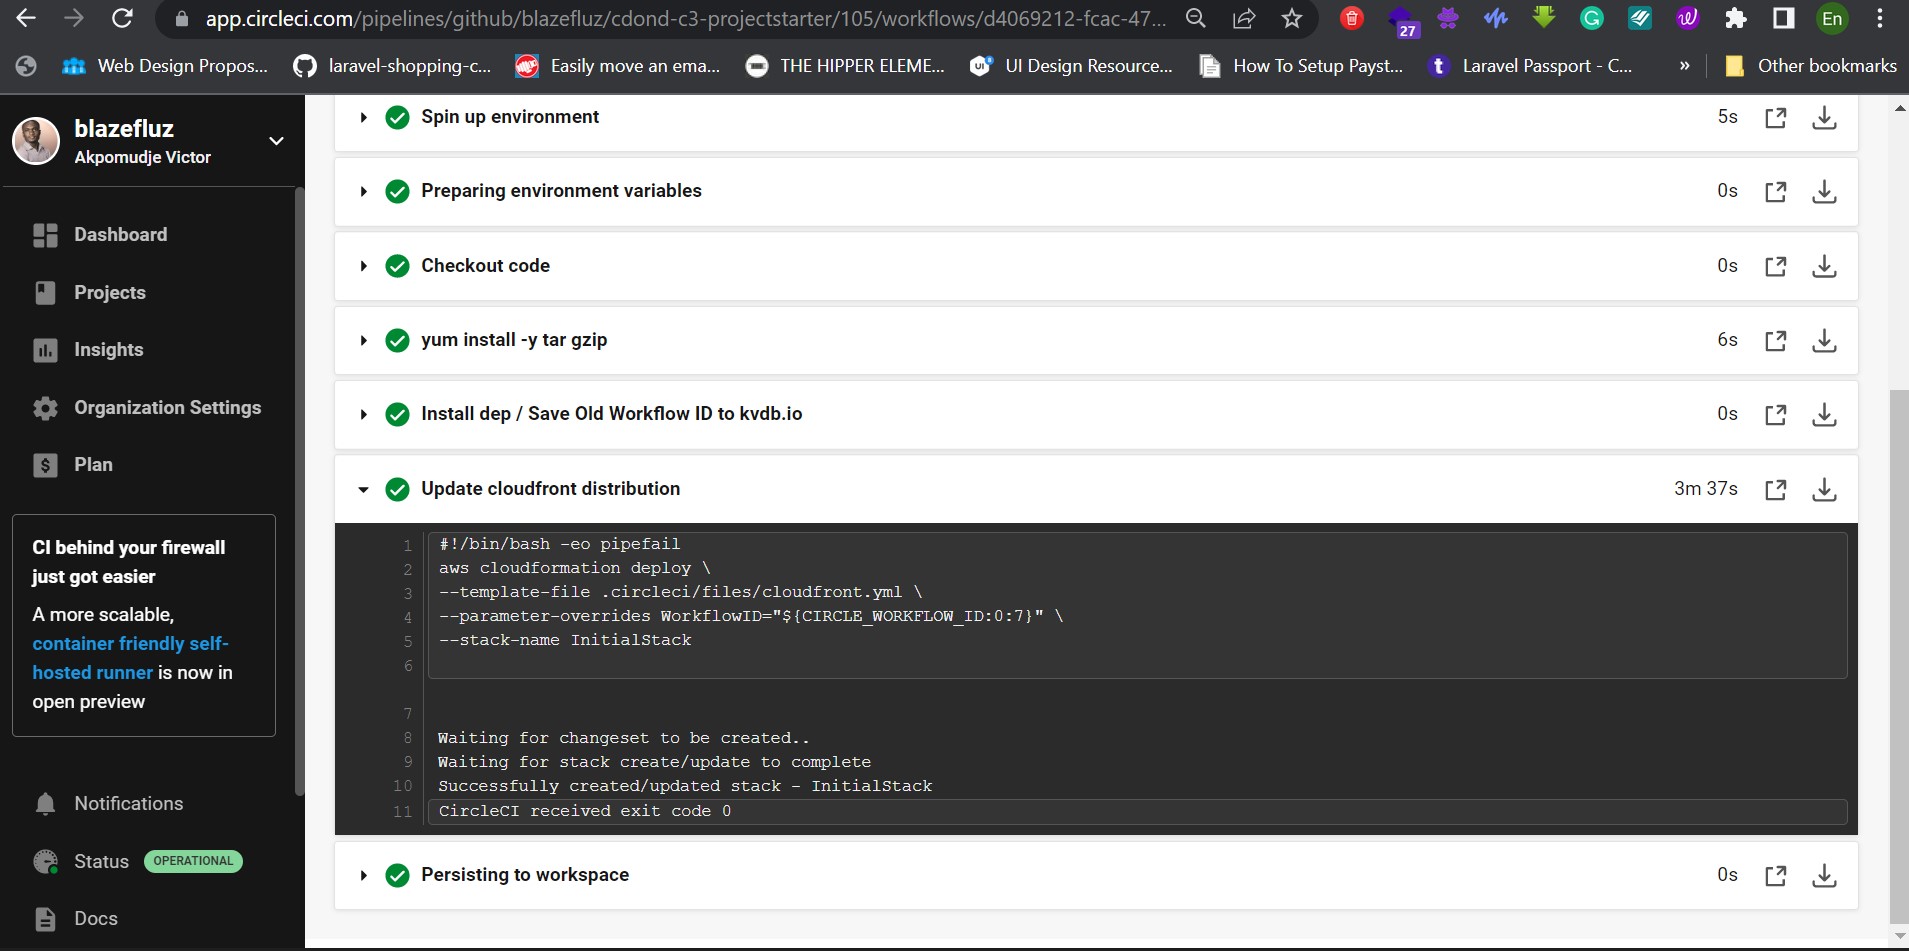 app.circleci.com/pipelines/github/blazefluz/cdond-c3-projectstarter/105/workflows/d4069212-fcac-47...
27
En
Web Design Propos...
laravel-shopping-c...
Easily move an ema...
THE HIPPER ELEME...
UI Design Resource...
How To Setup Payst...
Laravel Passport - C...
»
Other bookmarks
blazefluz
Akpomudje Victor
Dashboard
Projects
Insights
Organization Settings
Plan
CI behind your firewall
just got easier
A more scalable,
container friendly self-
hosted runner is now in
open preview
Notifications
Status OPERATIONAL
Docs
Spin up environment 5s
Preparing environment variables 0s
Checkout code 0s
yum install -y tar gzip 6s
Install dep / Save Old Workflow ID to kvdb.io 0s
Update cloudfront distribution 3m 37s
1 #!/bin/bash -eo pipefail
2 aws cloudformation deploy \
3 --template-file .circleci/files/cloudfront.yml \
4 --parameter-overrides WorkflowID="${CIRCLE_WORKFLOW_ID:0:7}" \
5 --stack-name InitialStack
6
7
8 Waiting for changeset to be created..
9 Waiting for stack create/update to complete
10 Successfully created/updated stack - InitialStack
11 CircleCI received exit code 0
Persisting to workspace 0s